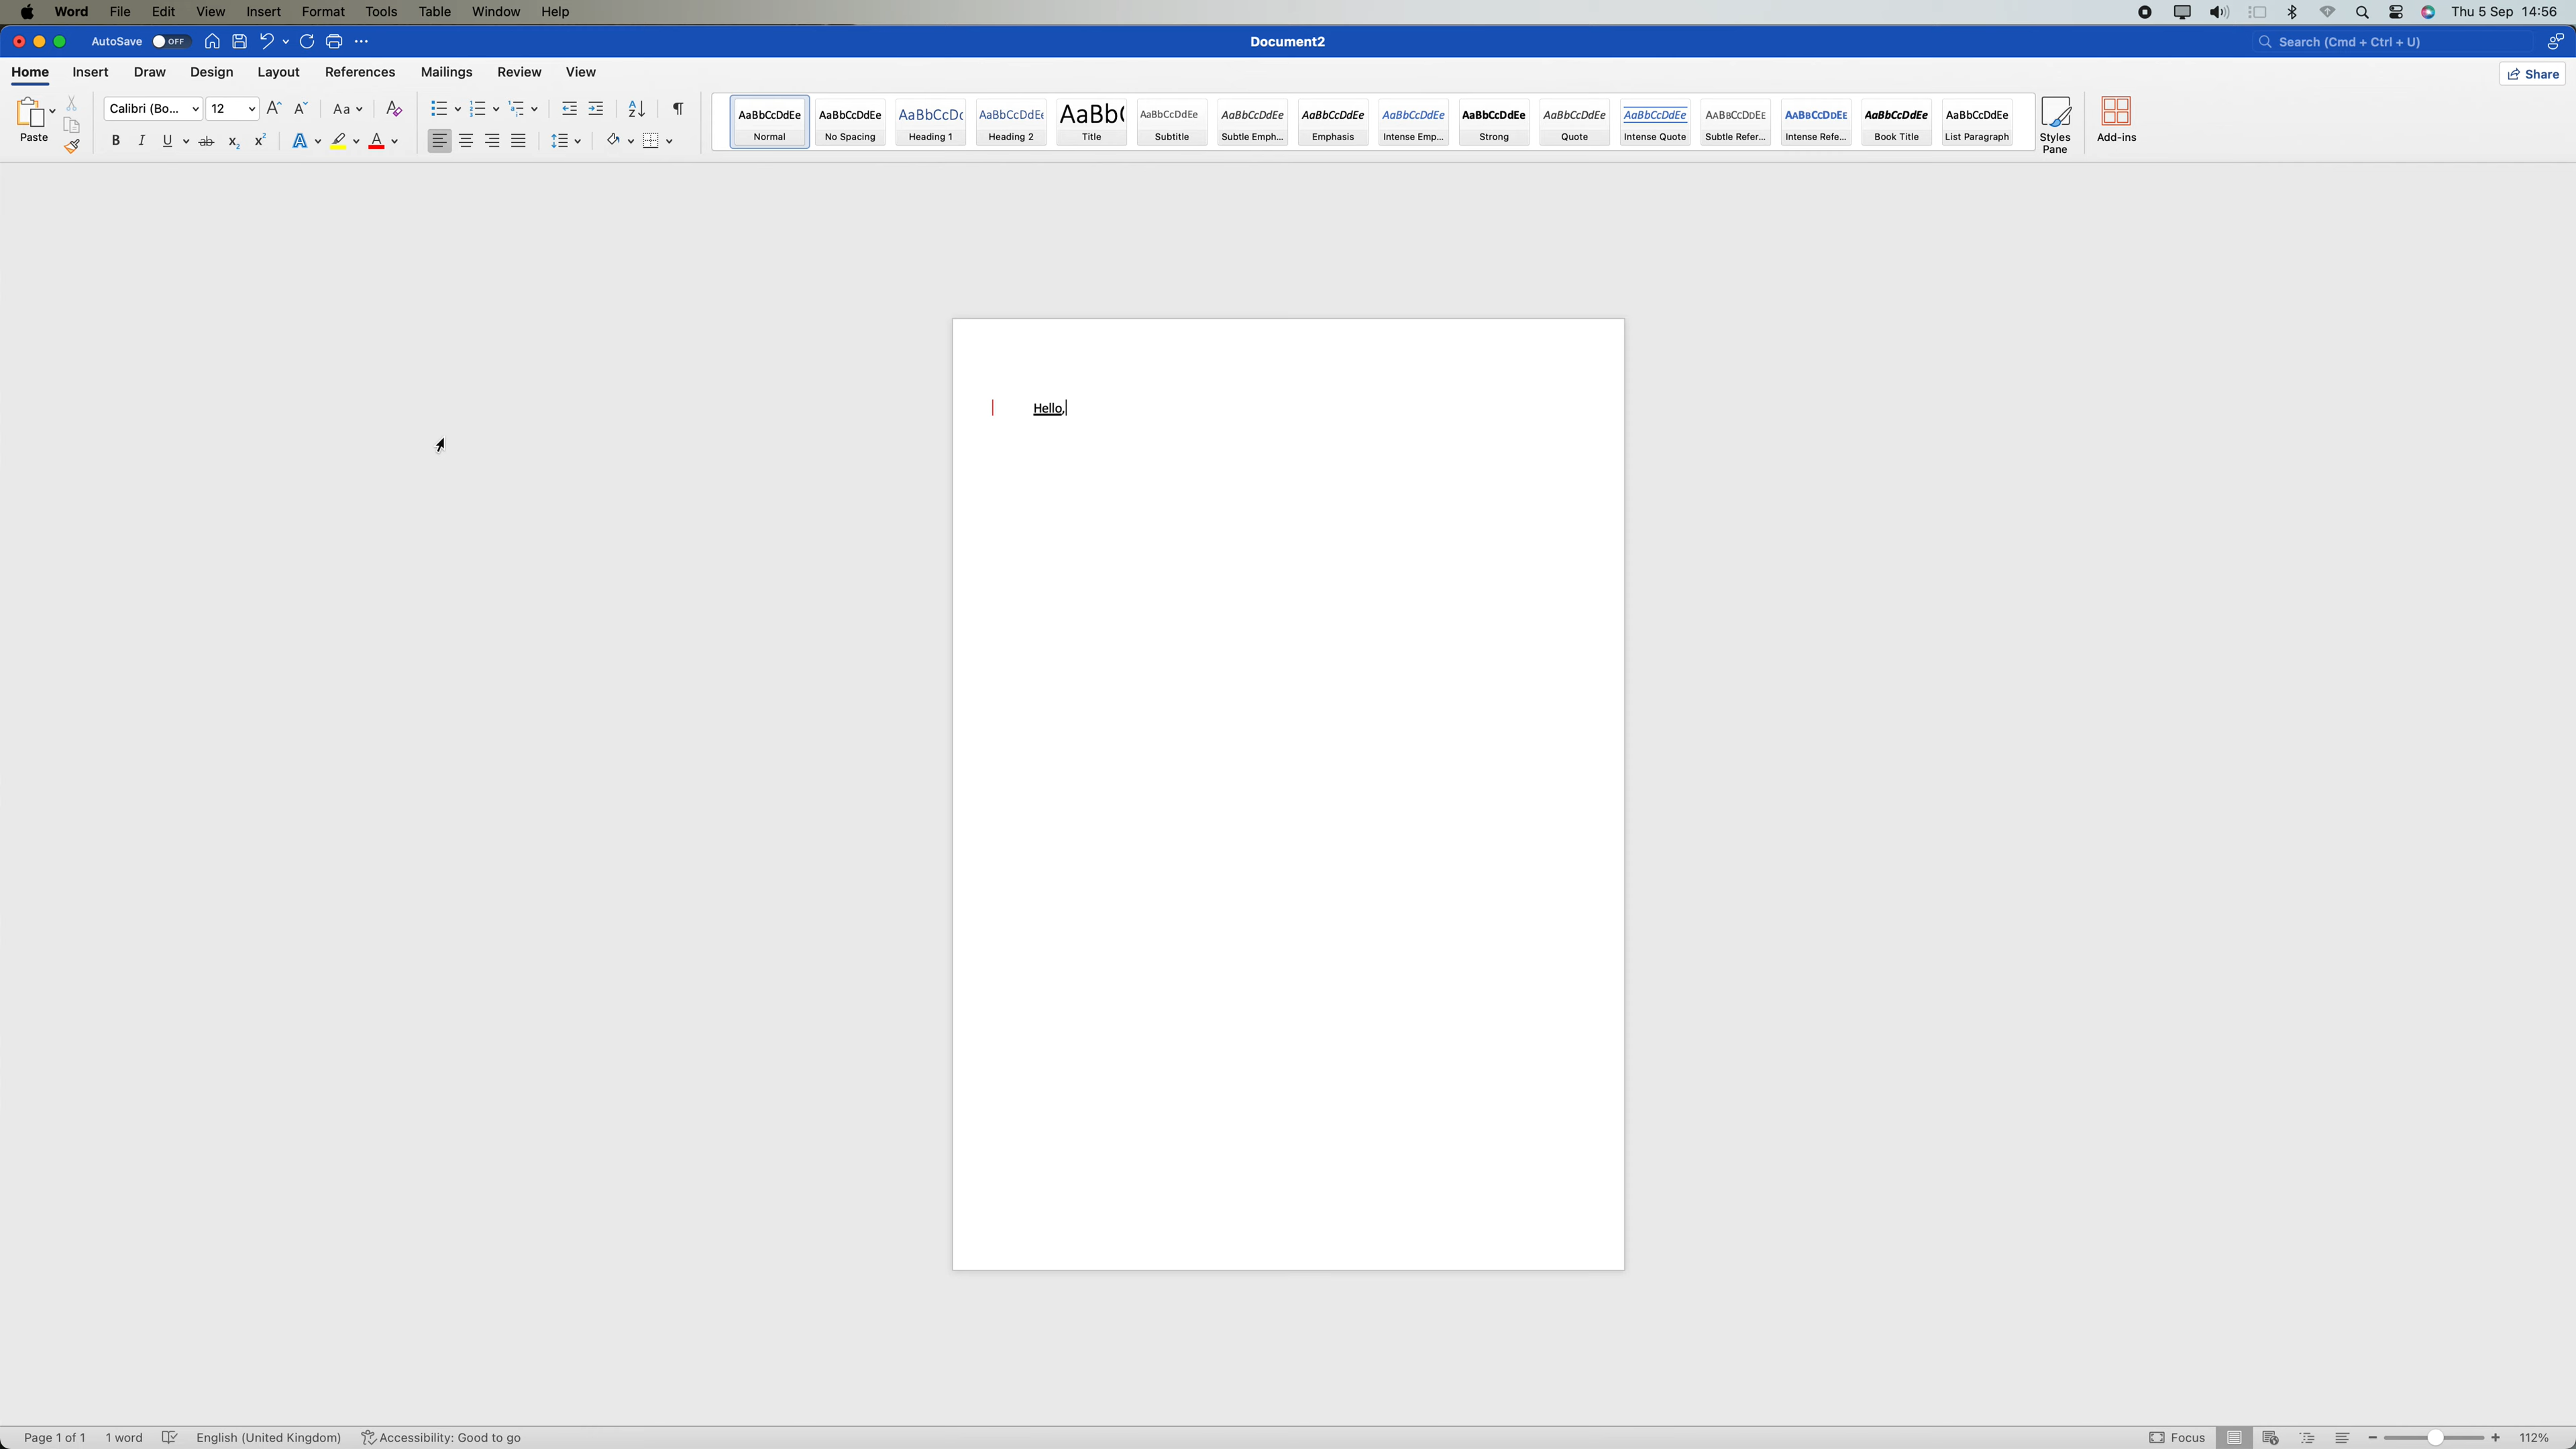 Word File Edit View Insert Format Tools Table Window Help Thu 5 Sep 14:56
AutoSave OFF Document2 Search (Cmd + Ctrl + U)
Home Insert Draw Design Layout References Mailings Review View Share
Paste Calibri (Bo... 12 Aa
AaBbCcDdEe AaBbCcDdEe AaBbCcDc AaBbCcDdEe AaBb( AaBbCcDdEe AaBbCcDdEe AaBbCcDdEe AaBbCcDdEe AaBbCcDdEe AaBbCcDdEe AaBbCcDdEe AaBbCcDdEe AaBbCcDdEe AaBbCcDdEe AaBbCcDdEe
Normal No Spacing Heading 1 Heading 2 Title Subtitle Subtle Emph... Emphasis Intense Emp... Strong Quote Intense Quote Subtle Refer... Intense Refe... Book Title List Paragraph
Styles
Pane
Add-ins
Hello,
Page 1 of 1 1 word English (United Kingdom) Accessibility: Good to go Focus 112%